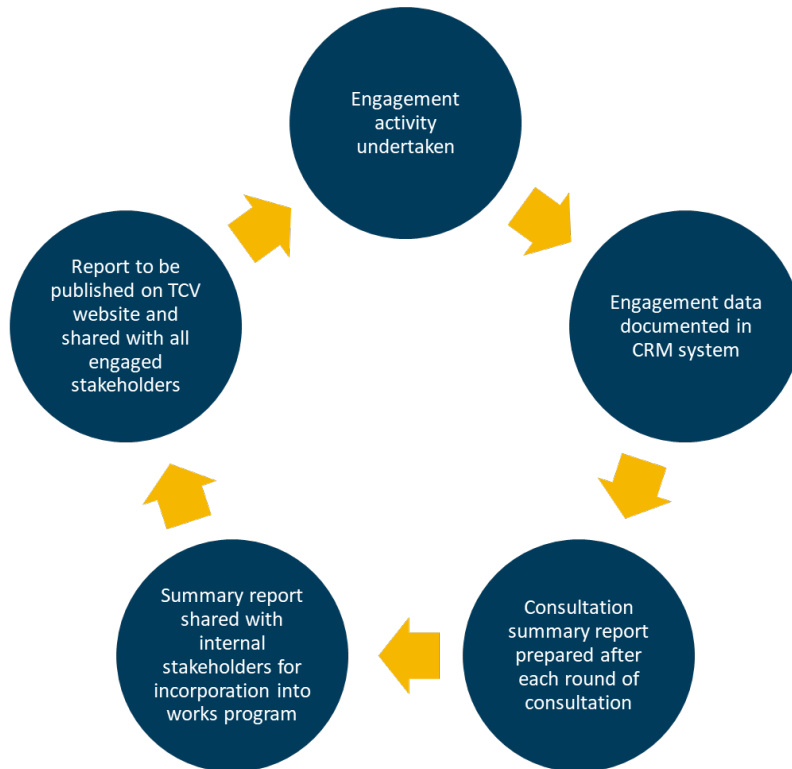 Engagement
activity
undertaken
Engagement data
documented in
CRM system
Consultation
summary report
prepared after
each round of
consultation
Summary report
shared with
internal
stakeholders for
incorporation into
works program
Report to be
published on TCV
website and
shared with all
engaged
stakeholders